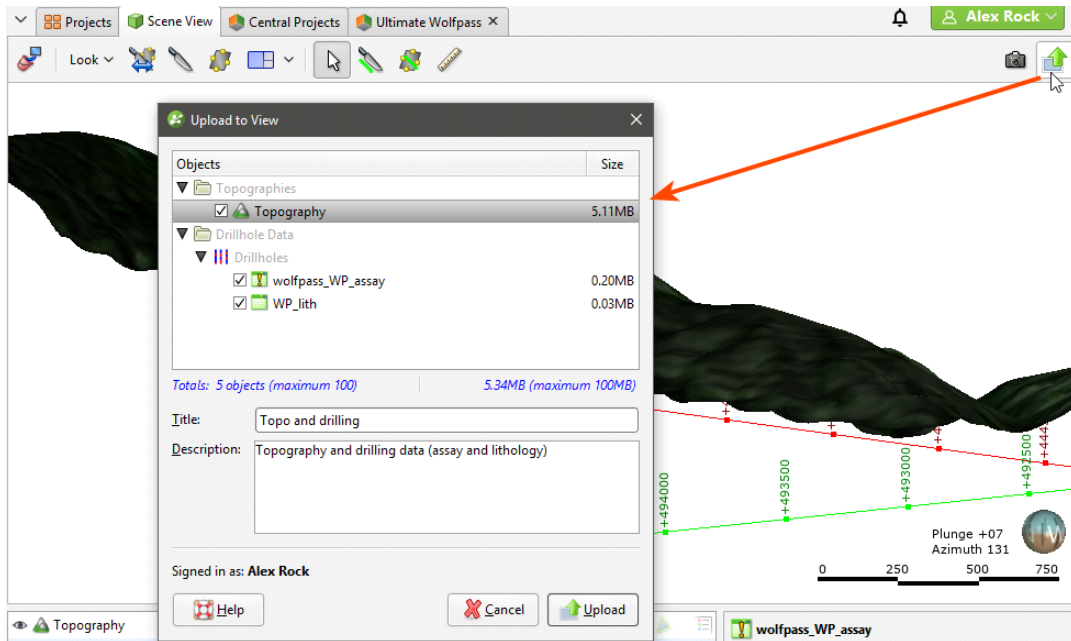 Projects Scene View Central Projects Ultimate Wolfpass Alex Rock
Look
Upload to View
Objects Size
Topographies
Topography 5.11MB
Drillhole Data
Drillholes
wolfpass_WP_assay 0.20MB
WP_lith 0.03MB
Totals: 5 objects (maximum 100) 5.34MB (maximum 100MB)
Title: Topo and drilling
Description: Topography and drilling data (assay and lithology)
Signed in as: Alex Rock
Help Cancel Upload
+494000
+493500
+493000
+492500
Plunge +07
Azimuth 131
0 250 500 750
Topography wolfpass_WP_assay